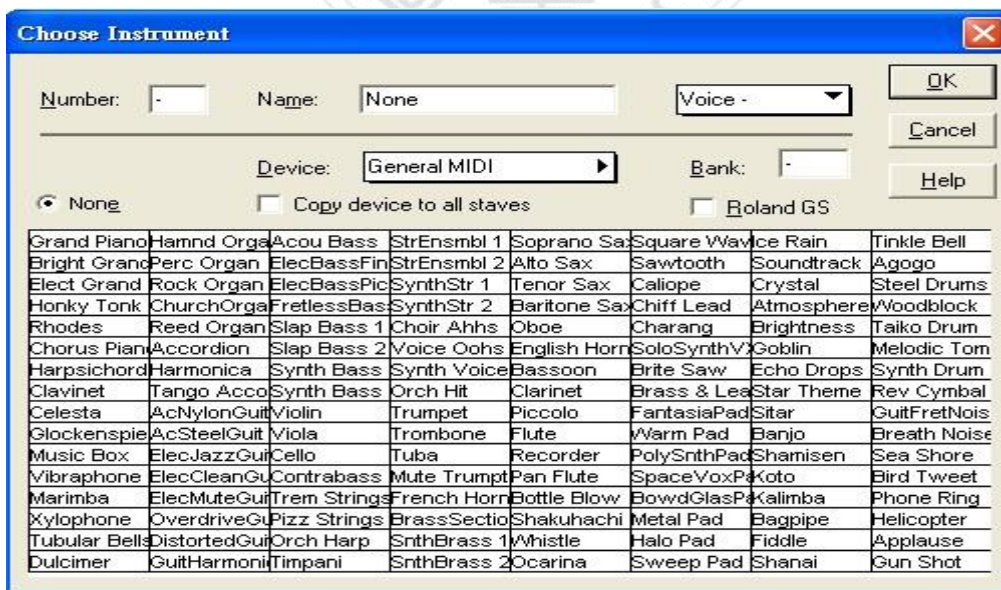 Choose Instrument
Number: - Name: None Voice -
OK
Cancel
Device: General MIDI Bank: -
Help
None Copy device to all staves Roland GS
Grand Piano Hamnd Orga Acou Bass StrEnsmbl 1 Soprano Sax Square Wav Ice Rain Tinkle Bell
Bright Grand Perc Organ ElecBassFin StrEnsmbl 2 Alto Sax Sawtooth Soundtrack Agogo
Elect Grand Rock Organ ElecBassPic SynthStr 1 Tenor Sax Caliope Crystal Steel Drums
Honky Tonk ChurchOrga FretlessBas SynthStr 2 Baritone Sax Chiff Lead Atmosphere Woodblock
Rhodes Reed Organ Slap Bass 1 Choir Ahhs Oboe Charang Brightness Taiko Drum
Chorus Pian Accordion Slap Bass 2 Voice Oohs English Horn SoloSynthV Goblin Melodic Tom
Harpsichord Harmonica Synth Bass Synth Voice Bassoon Brite Saw Echo Drops Synth Drum
Clavinet Tango Acco Synth Bass Orch Hit Clarinet Brass & Lea Star Theme Rev Cymbal
Celesta AcNylonGuit Violin Trumpet Piccolo FantasiaPad Sitar GuitFretNois
Glockenspie AcSteelGuit Viola Trombone Flute Warm Pad Banjo Breath Noise
Music Box ElecJazzGui Cello Tuba Recorder PolySnthPad Shamisen Sea Shore
Vibraphone ElecCleanGu Contrabass Mute Trumpt Pan Flute SpaceVoxPa Koto Bird Tweet
Marimba ElecMuteGui Trem Strings French Horn Bottle Blow BowdGlasPa Kalimba Phone Ring
Xylophone OverdriveGu Pizz Strings BrassSectio Shakuhachi Metal Pad Bagpipe Helicopter
Tubular Bells DistortedGui Orch Harp SnthBrass 1 Whistle Halo Pad Fiddle Applause
Dulcimer GuitHarmoni Timpani SnthBrass 2 Ocarina Sweep Pad Shanai Gun Shot